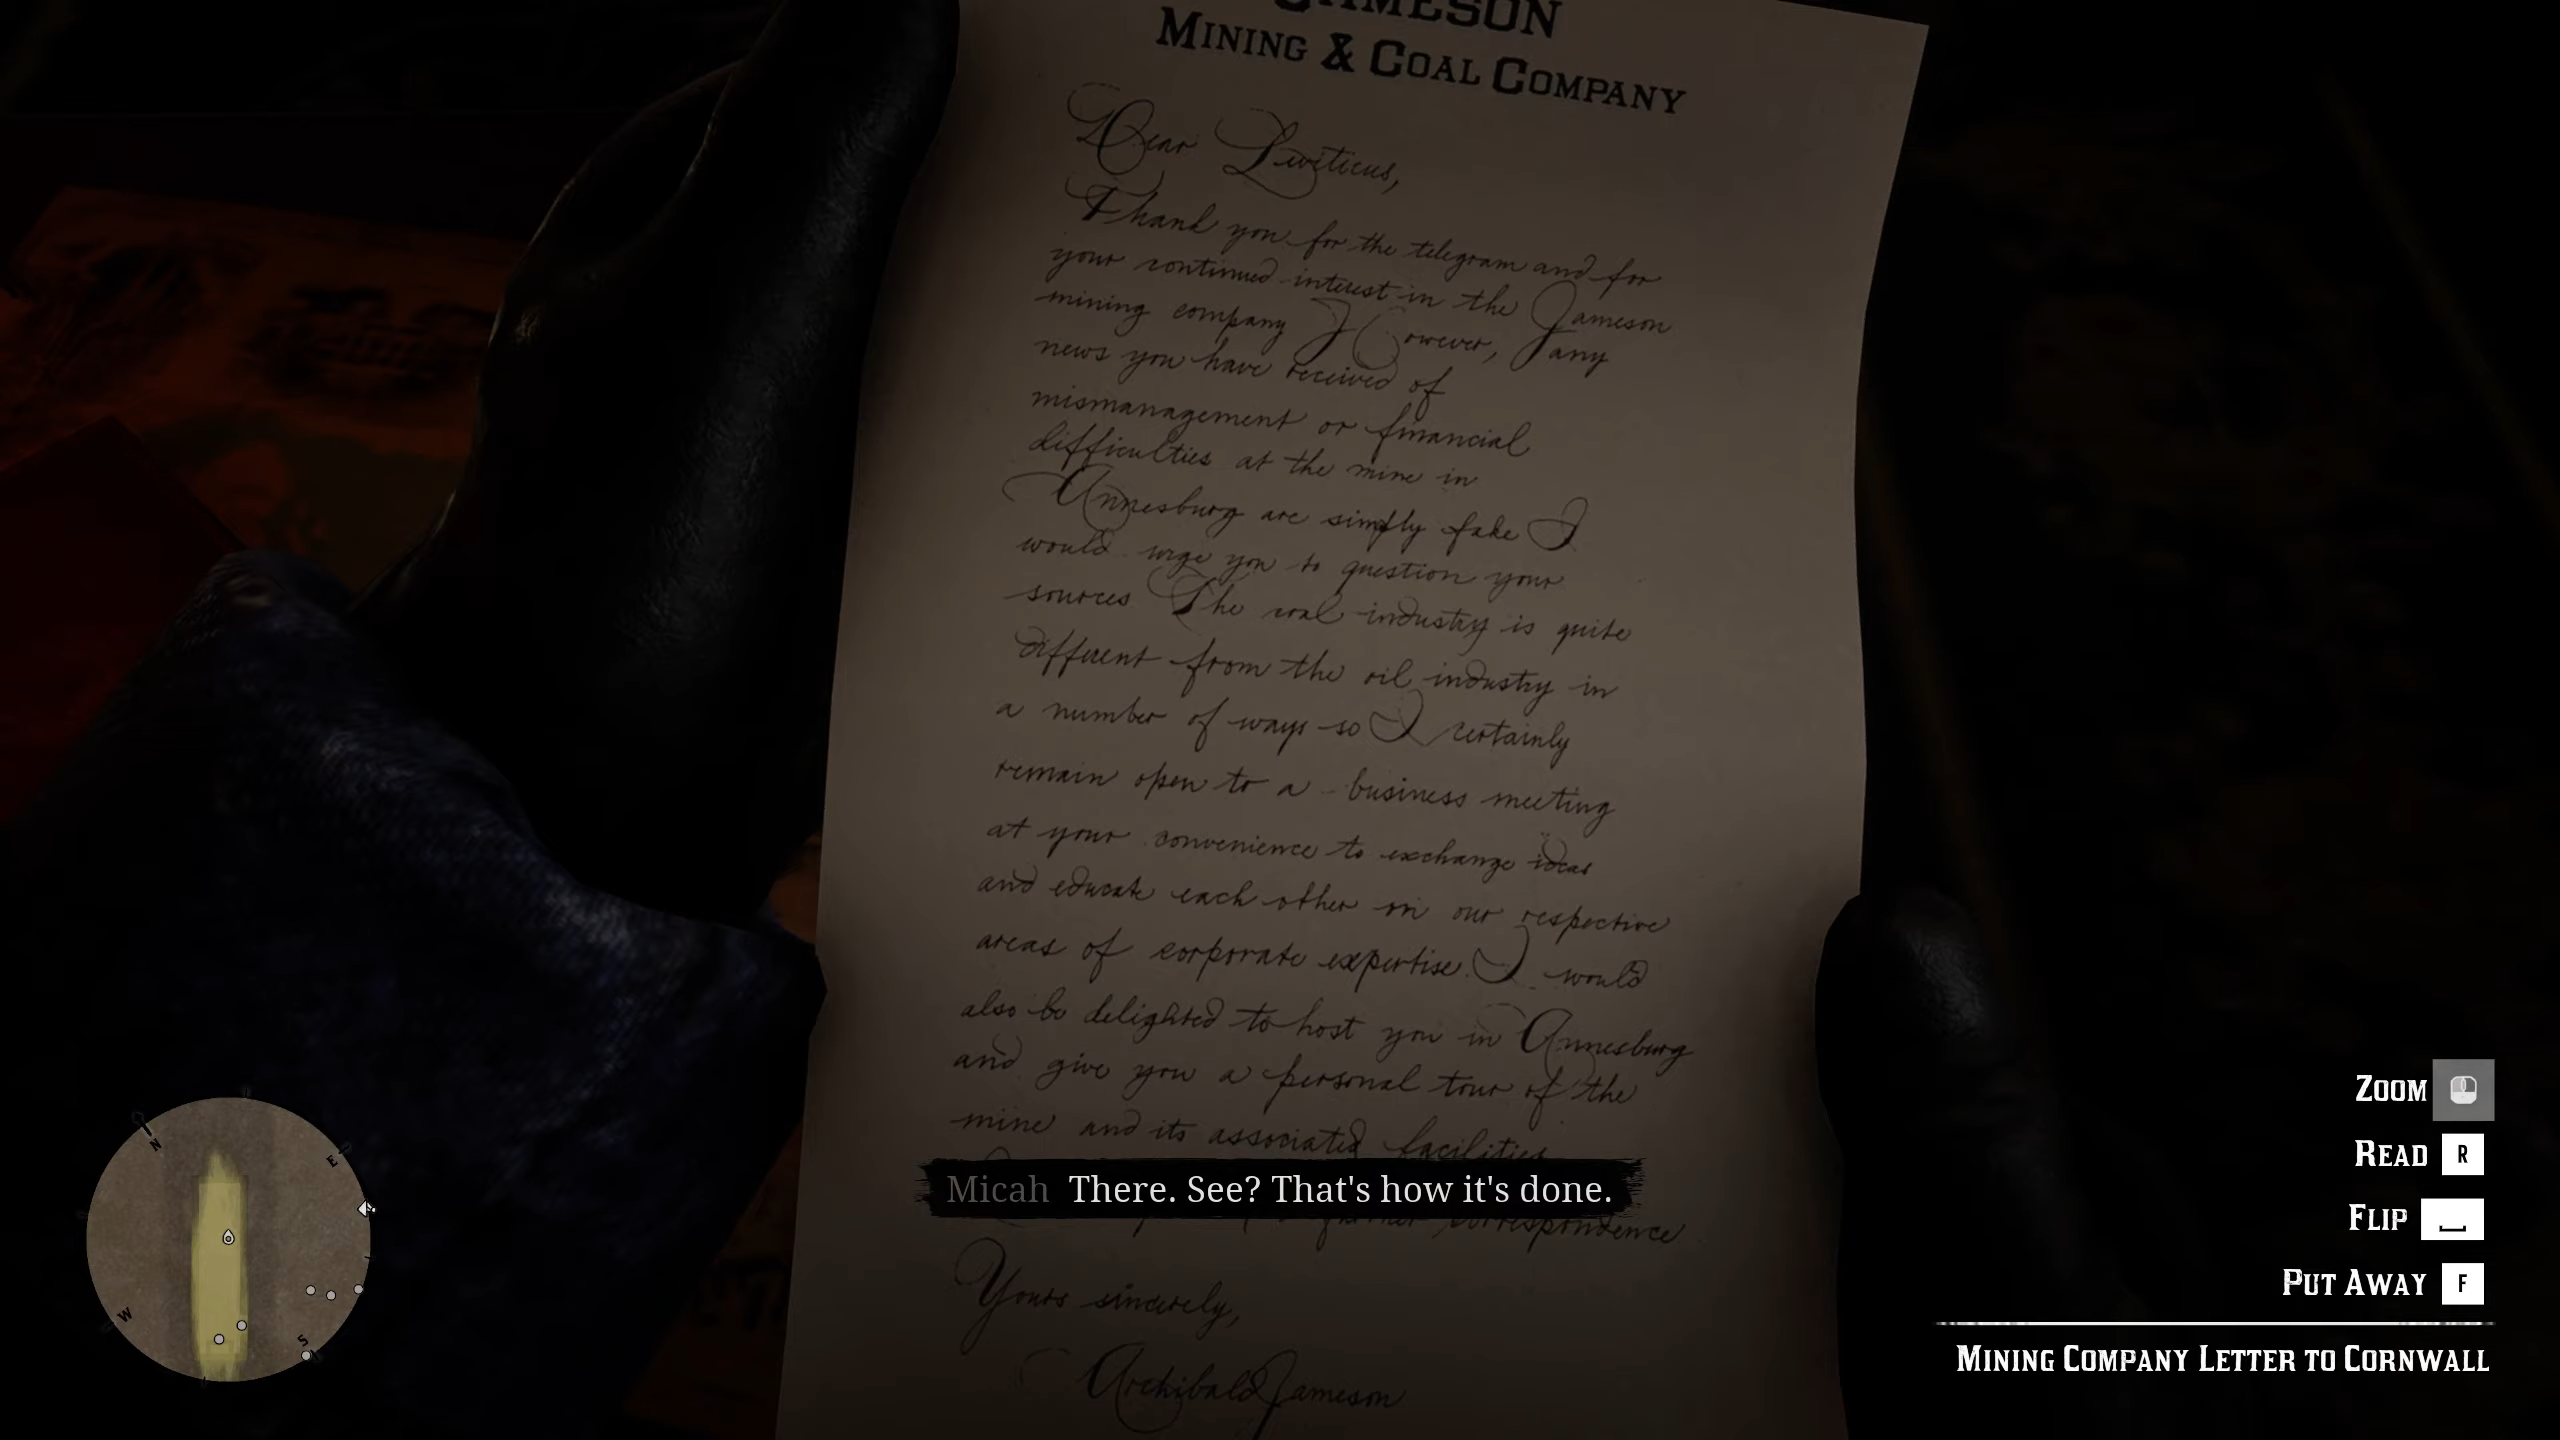 JAMESON
MINING & COAL COMPANY
Dear Leviticus,
Thank you for the telegram and for
your continued interest in the Jameson
mining company However, any
news you have received of
mismanagement or financial
difficulties at the mine in
Annesburg are simply fake I
would urge you to question your
sources The coal industry is quite
different from the oil industry in
a number of ways so I certainly
remain open to a business meeting
at your convenience to exchange ideas
and educate each other on our respective
areas of corporate expertise. I would
also be delighted to host you in Annesburg
and give you a personal tour of the
mine and its associated facilities
Micah There. See? That's how it's done.
further correspondence
Yours sincerely,
Archibald Jameson
N
E
W
S
ZOOM
READ R
FLIP
PUT AWAY F
MINING COMPANY LETTER TO CORNWALL